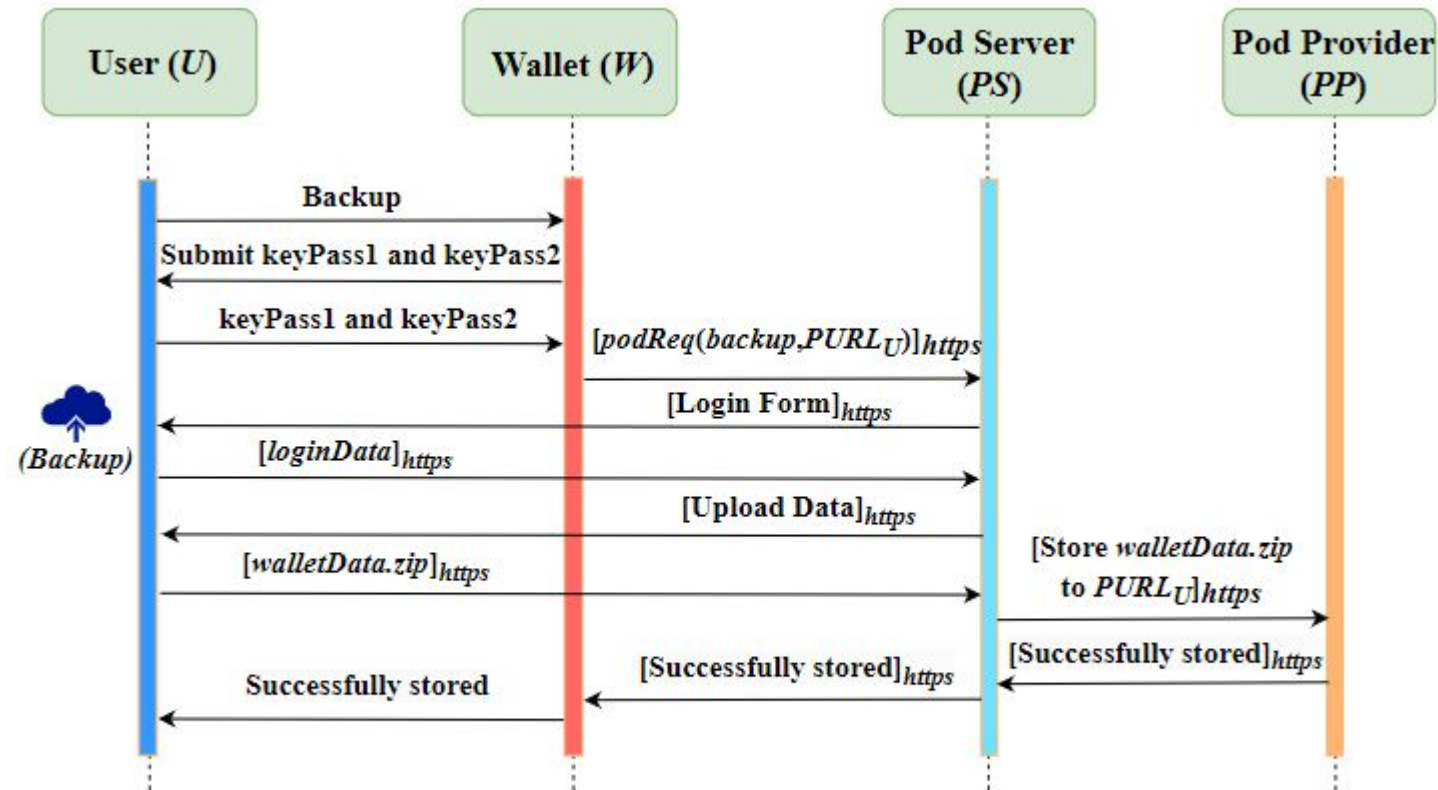 User (U)
Wallet (W)
Pod Server
(PS)
Pod Provider
(PP)
Backup
Submit keyPass1 and keyPass2
keyPass1 and keyPass2
[podReq(backup,PURL_U)]https
[Login Form]https
(Backup)
[loginData]https
[Upload Data]https
[walletData.zip]https
[Store walletData.zip
to PURL_U]https
[Successfully stored]https
[Successfully stored]https
Successfully stored